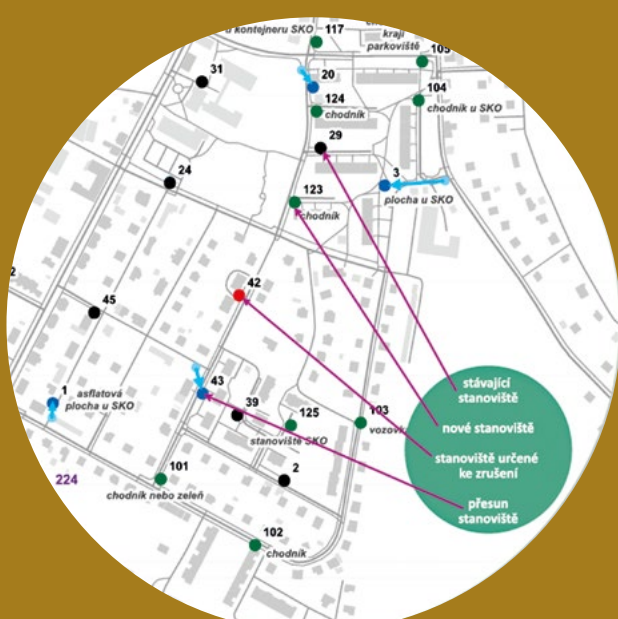 u kontejneru SKO
117
kraji
parkoviště
105
31
20
104
124
chodník
chodník u SKO
29
24
3
123
plocha u SKO
chodník
42
45
stávající
stanoviště
1
asflatová
plocha u SKO
43
39
125
103
nové stanoviště
stanoviště SKO
stanoviště určené
ke zrušení
101
2
224
chodník nebo zeleň
přesun
stanoviště
102
chodník